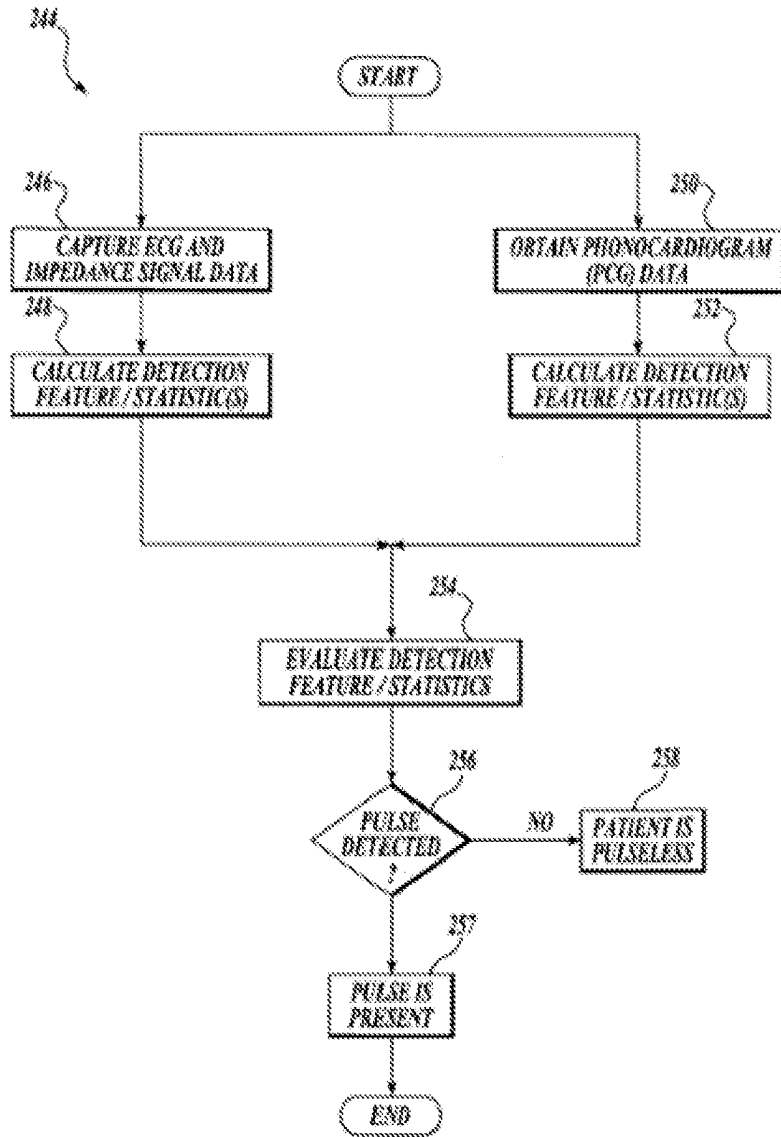 244
START
246
CAPTURE ECG AND
IMPEDANCE SIGNAL DATA
250
OBTAIN PHONOCARDIOGRAM
(PCG) DATA
248
CALCULATE DETECTION
FEATURE / STATISTIC(S)
252
CALCULATE DETECTION
FEATURE / STATISTIC(S)
254
EVALUATE DETECTION
FEATURE / STATISTICS
256
PULSE
DETECTED
?
NO
258
PATIENT IS
PULSELESS
257
PULSE IS
PRESENT
END